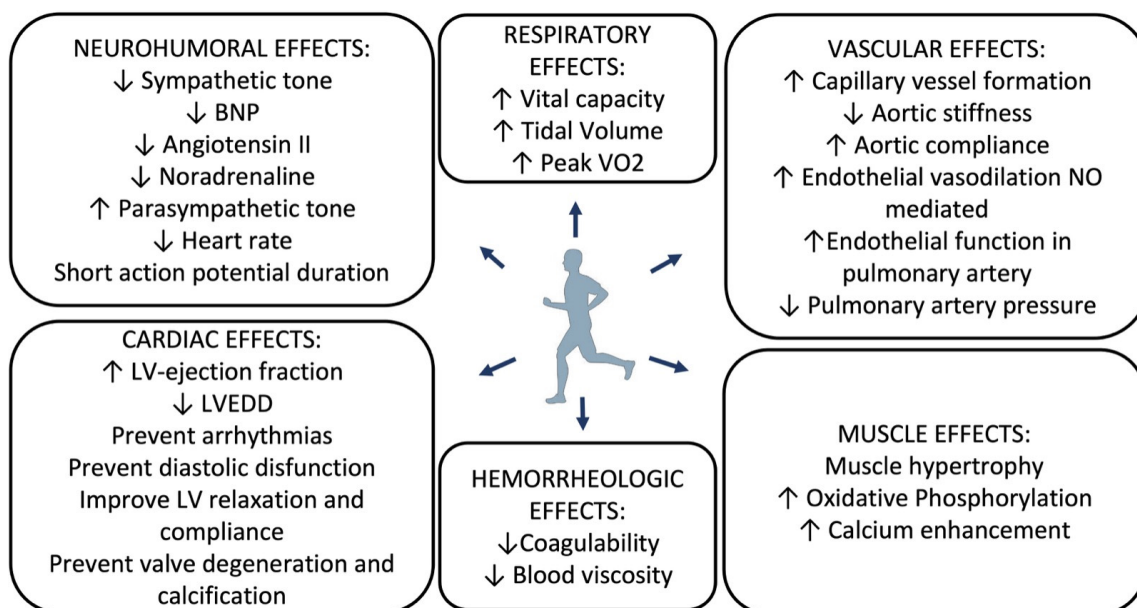 NEUROHUMORAL EFFECTS:
↓ Sympathetic tone
↓ BNP
↓ Angiotensin II
↓ Noradrenaline
↑ Parasympathetic tone
↓ Heart rate
Short action potential duration
RESPIRATORY
EFFECTS:
↑ Vital capacity
↑ Tidal Volume
↑ Peak VO2
VASCULAR EFFECTS:
↑ Capillary vessel formation
↓ Aortic stiffness
↑ Aortic compliance
↑ Endothelial vasodilation NO
mediated
↑Endothelial function in
pulmonary artery
↓ Pulmonary artery pressure
CARDIAC EFFECTS:
↑ LV-ejection fraction
↓ LVEDD
Prevent arrhythmias
Prevent diastolic disfunction
Improve LV relaxation and
compliance
Prevent valve degeneration and
calcification
HEMORRHEOLOGIC
EFFECTS:
↓Coagulability
↓ Blood viscosity
MUSCLE EFFECTS:
Muscle hypertrophy
↑ Oxidative Phosphorylation
↑ Calcium enhancement